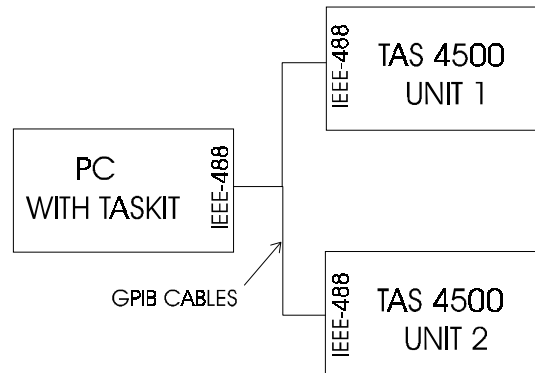 IEEE-488
TAS 4500
UNIT 1
PC
WITH TASKIT
IEEE-488
GPIB CABLES
IEEE-488
TAS 4500
UNIT 2